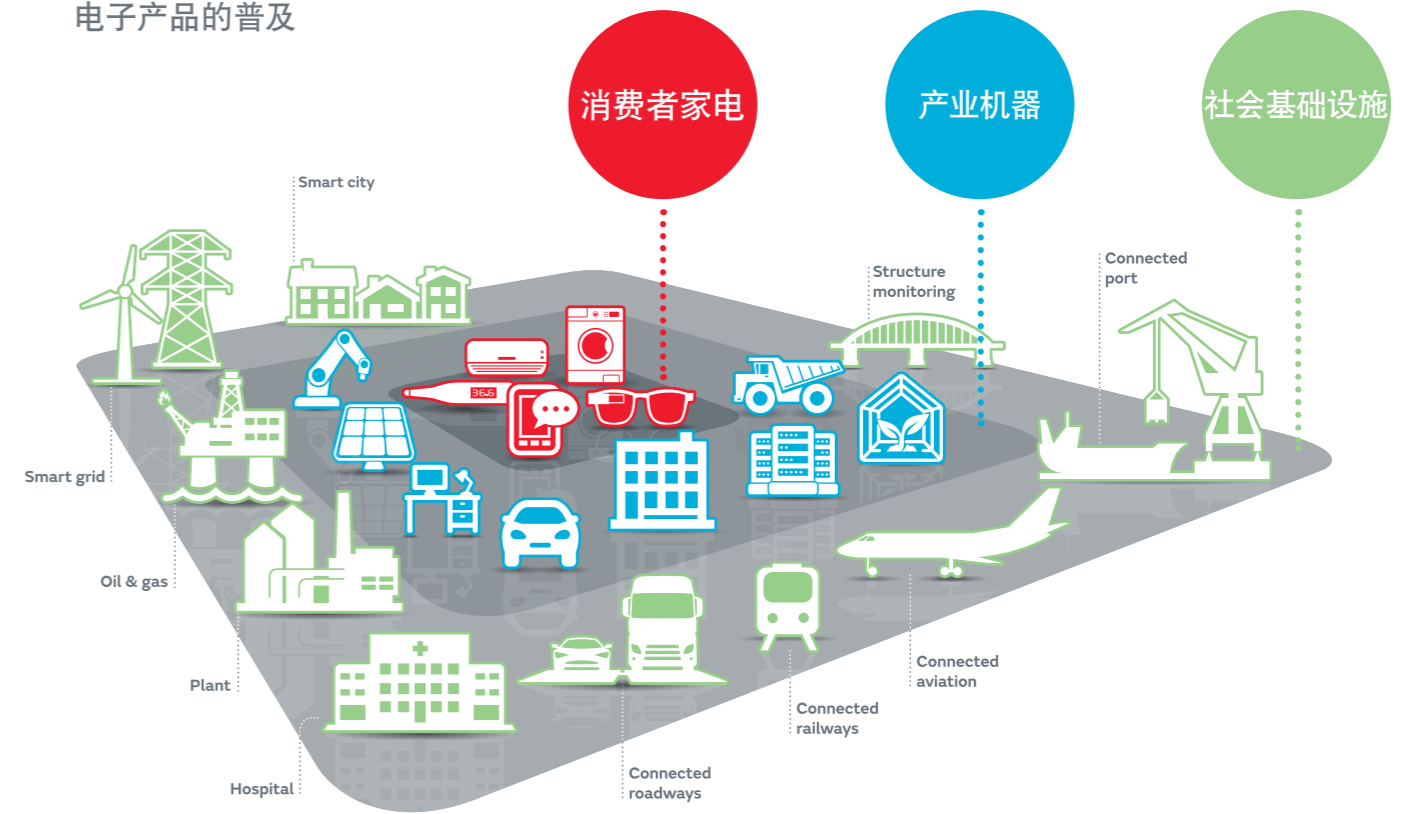 电子产品的普及
消费者家电
产业机器
社会基础设施
Smart city
Structure
monitoring
Connected
port
36.6
Smart grid
Oil & gas
Plant
Hospital
Connected
roadways
Connected
railways
Connected
aviation